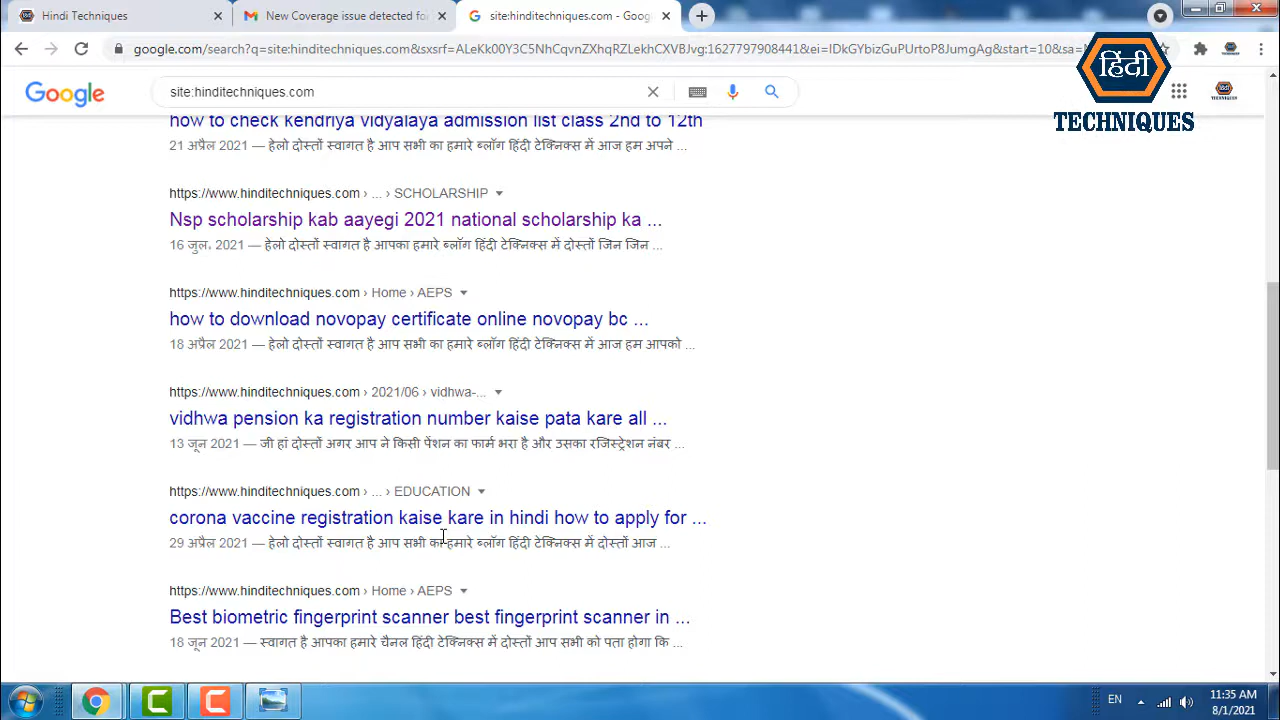 Hindi Techniques
New Coverage issue detected for
site:hinditechniques.com - Goog
google.com/search?q=site:hinditechniques.com&sxsrf=ALeKk00Y3C5NhCqvnZXhqRZLekhCXVBJvg:1627797908441&ei=IDkGYbizGuPUrtoP8JumgAg&start=10&sa=
हिंदी
TECHNIQUES
Google
site:hinditechniques.com
how to check kendriya vidyalaya admission list class 2nd to 12th
21 अप्रैल 2021 — हेलो दोस्तों स्वागत है आप सभी का हमारे ब्लॉग हिंदी टेक्निक्स में आज हम अपने ...
https://www.hinditechniques.com › ... › SCHOLARSHIP
Nsp scholarship kab aayegi 2021 national scholarship ka ...
16 जुल॰ 2021 — हेलो दोस्तों स्वागत है आपका हमारे ब्लॉग हिंदी टेक्निक्स में दोस्तों जिन जिन ...
https://www.hinditechniques.com › Home › AEPS
how to download novopay certificate online novopay bc ...
18 अप्रैल 2021 — हेलो दोस्तों स्वागत है आप सभी का हमारे ब्लॉग हिंदी टेक्निक्स में आज हम आपको ...
https://www.hinditechniques.com › 2021/06 › vidhwa-...
vidhwa pension ka registration number kaise pata kare all ...
13 जून 2021 — जी हां दोस्तों अगर आप ने किसी पेंशन का फार्म भरा है और उसका रजिस्ट्रेशन नंबर ...
https://www.hinditechniques.com › ... › EDUCATION
corona vaccine registration kaise kare in hindi how to apply for ...
29 अप्रैल 2021 — हेलो दोस्तों स्वागत है आप सभी का हमारे ब्लॉग हिंदी टेक्निक्स में दोस्तों आज ...
https://www.hinditechniques.com › Home › AEPS
Best biometric fingerprint scanner best fingerprint scanner in ...
18 जून 2021 — स्वागत है आपका हमारे चैनल हिंदी टेक्निक्स में दोस्तों आप सभी को पता होगा कि ...
EN
11:35 AM
8/1/2021